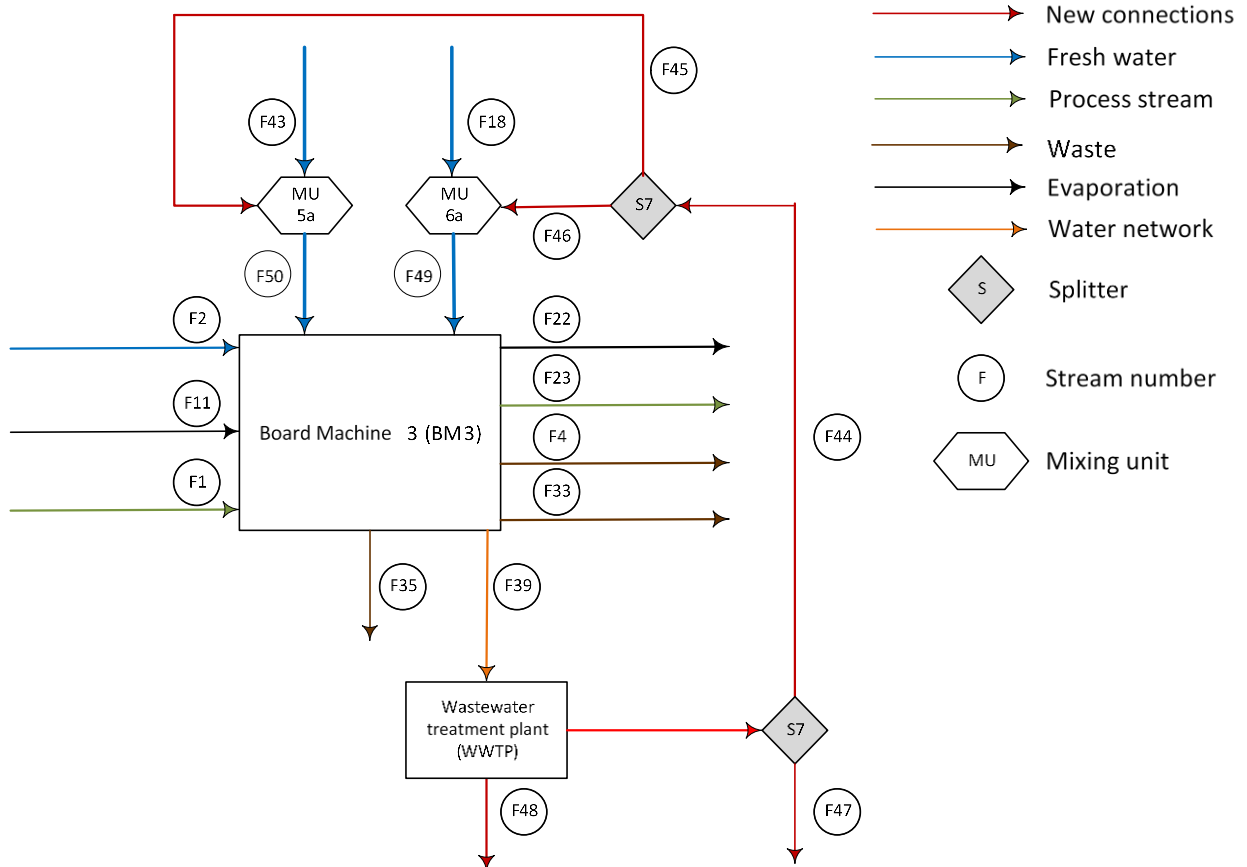 New connections
F45
Fresh water
F43
F18
Process stream
Waste
MU
5a
MU
6a
S7
Evaporation
F46
Water network
F50
F49
S
Splitter
F2
F22
F23
F
Stream number
F11
Board Machine 3 (BM3)
F4
F44
MU
Mixing unit
F1
F33
F35
F39
Wastewater
treatment plant
(WWTP)
S7
F48
F47